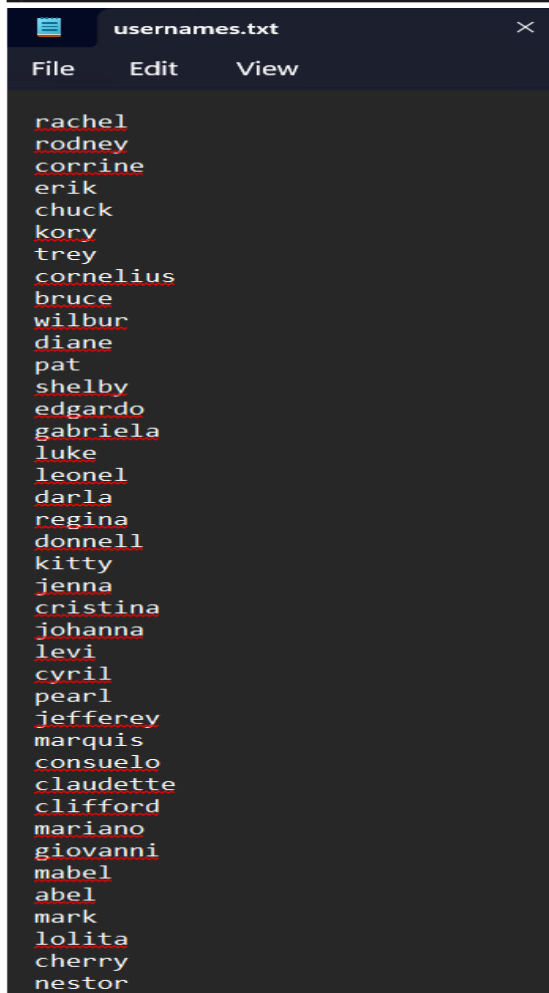 usernames.txt
File Edit View
rachel
rodney
corrine
erik
chuck
kory
trey
cornelius
bruce
wilbur
diane
pat
shelby
edgardo
gabriela
luke
leonel
darla
regina
donnell
kitty
jenna
cristina
johanna
levi
cyril
pearl
jefferey
marquis
consuelo
claudette
clifford
mariano
giovanni
mabel
abel
mark
lolita
cherry
nestor